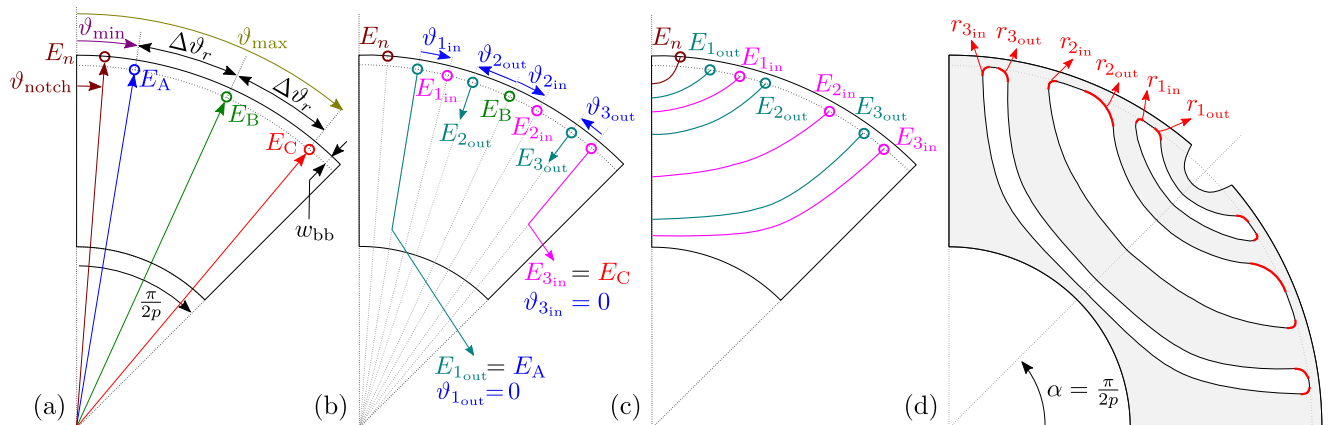 ϑ_min
Δϑ_r
ϑ_max
E_n
E_A
Δϑ_r
ϑ_notch
E_B
E_C
w_bb
π/2p
(a)
E_n
ϑ_1in
ϑ_2out
ϑ_2in
E_1in
E_B
ϑ_3out
E_2out
E_2in
E_3out
E_3in = E_C
ϑ_3in = 0
E_1out = E_A
ϑ_1out = 0
(b)
E_n
E_1out
E_1in
E_2out
E_2in
E_3out
E_3in
(c)
r_3in
r_3out
r_2in
r_2out
r_1in
r_1out
α = π/2p
(d)